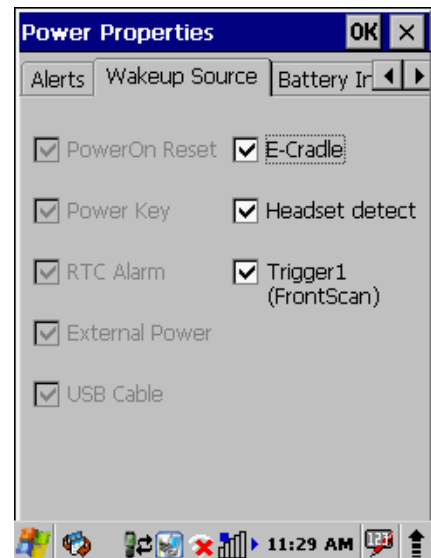 Power Properties OK
Alerts Wakeup Source Battery Ir
PowerOn Reset E-Cradle
Power Key Headset detect
RTC Alarm Trigger1
(FrontScan)
External Power
USB Cable
11:29 AM